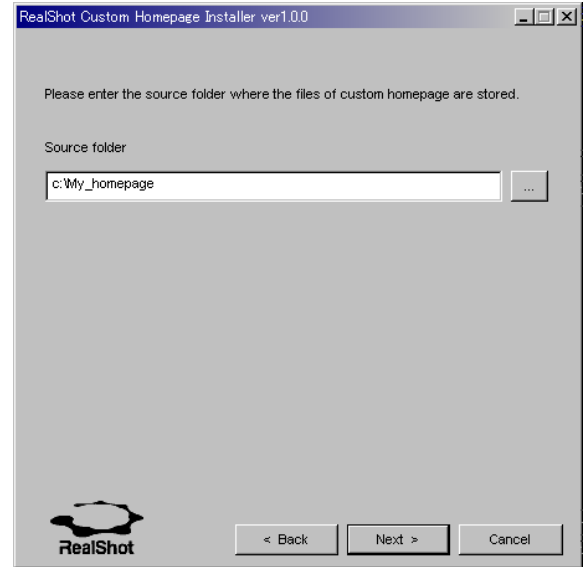 RealShot Custom Homepage Installer ver1.0.0
Please enter the source folder where the files of custom homepage are stored.
Source folder
c:\My_homepage
...
RealShot
< Back
Next >
Cancel